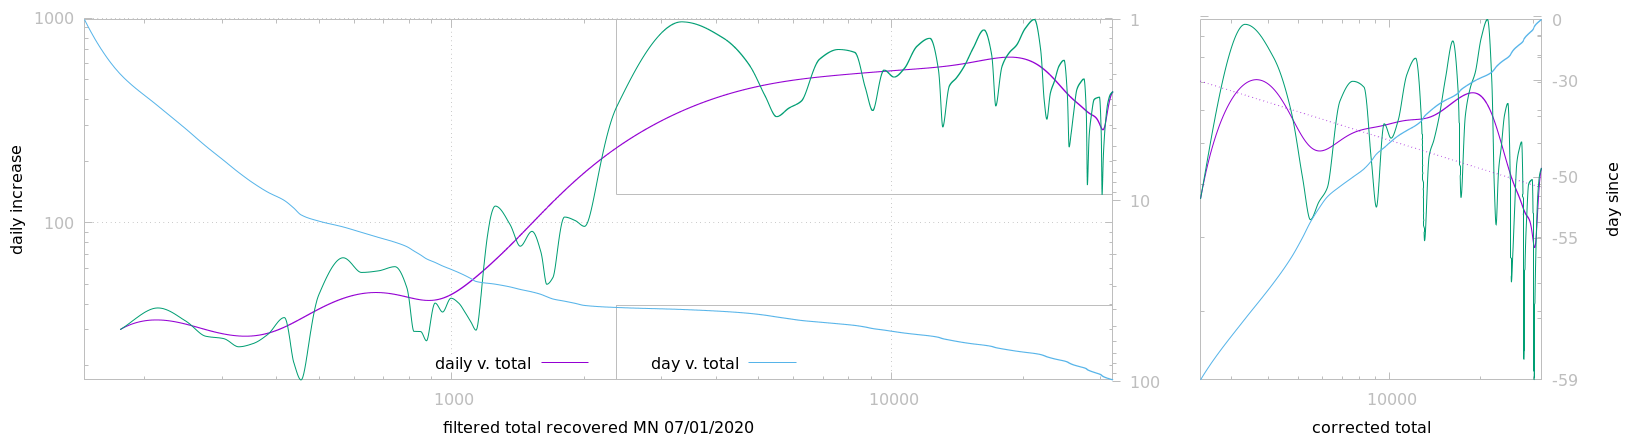 1000
100
daily increase
1000
10000
filtered total recovered MN 07/01/2020
daily v. total
day v. total
1
10
100
0
-30
-50
-55
-59
day since
10000
corrected total